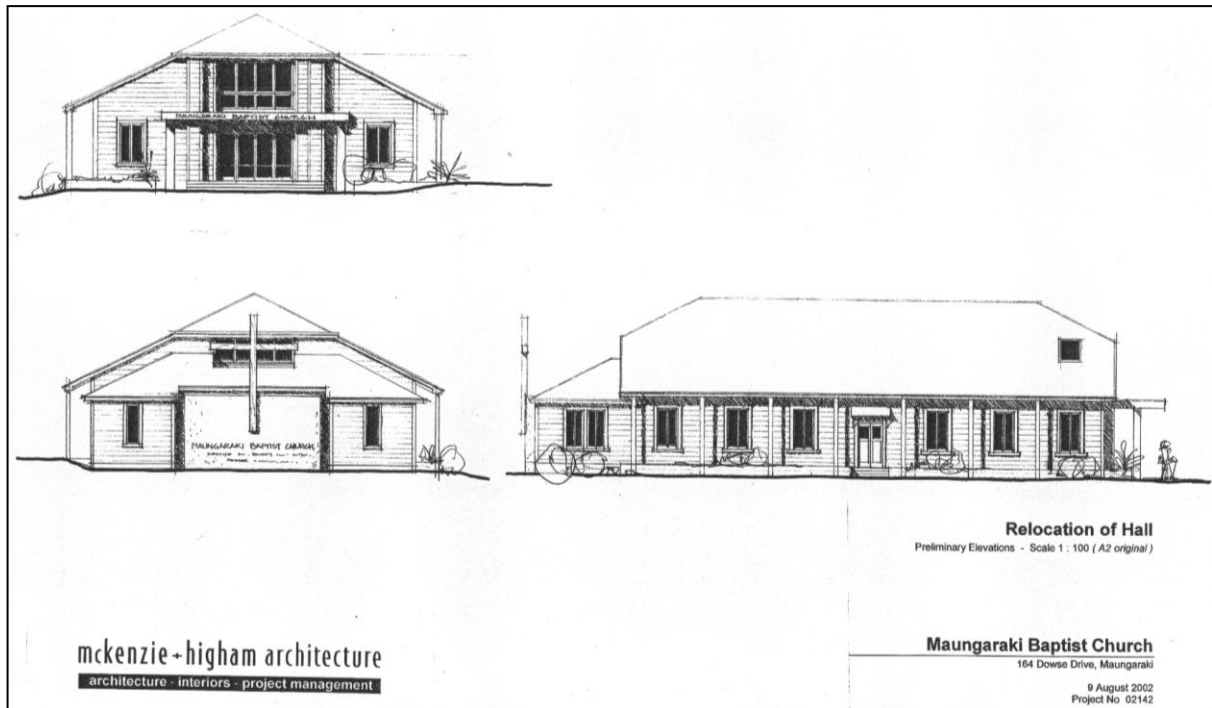 MAUNGARAKI BAPTIST CHURCH
MAUNGARAKI BAPTIST CHURCH
Relocation of Hall
Preliminary Elevations - Scale 1 : 100 ( A2 original )
mckenzie+higham architecture
architecture - interiors - project management
Maungaraki Baptist Church
164 Dowse Drive, Maungaraki
9 August 2002
Project No 02142